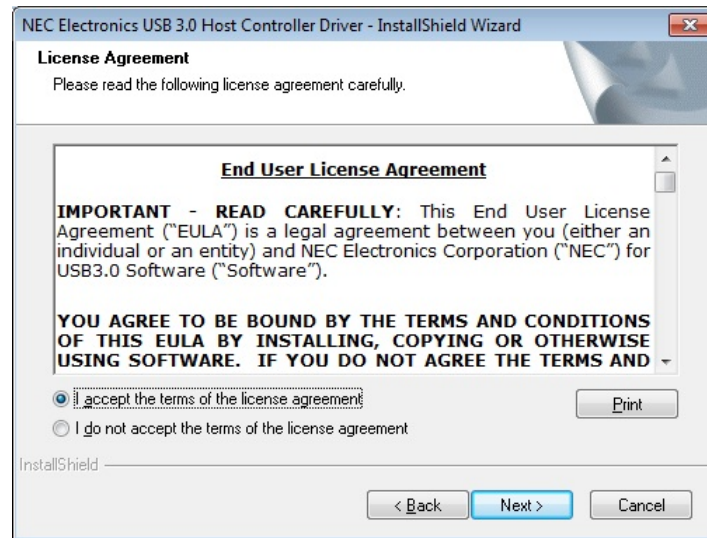 NEC Electronics USB 3.0 Host Controller Driver - InstallShield Wizard
License Agreement
Please read the following license agreement carefully.
End User License Agreement
IMPORTANT - READ CAREFULLY: This End User License
Agreement (“EULA”) is a legal agreement between you (either an
individual or an entity) and NEC Electronics Corporation (“NEC”) for
USB3.0 Software (“Software”).
YOU AGREE TO BE BOUND BY THE TERMS AND CONDITIONS
OF THIS EULA BY INSTALLING, COPYING OR OTHERWISE
USING SOFTWARE. IF YOU DO NOT AGREE THE TERMS AND
I accept the terms of the license agreement
Print
I do not accept the terms of the license agreement
InstallShield
< Back
Next >
Cancel